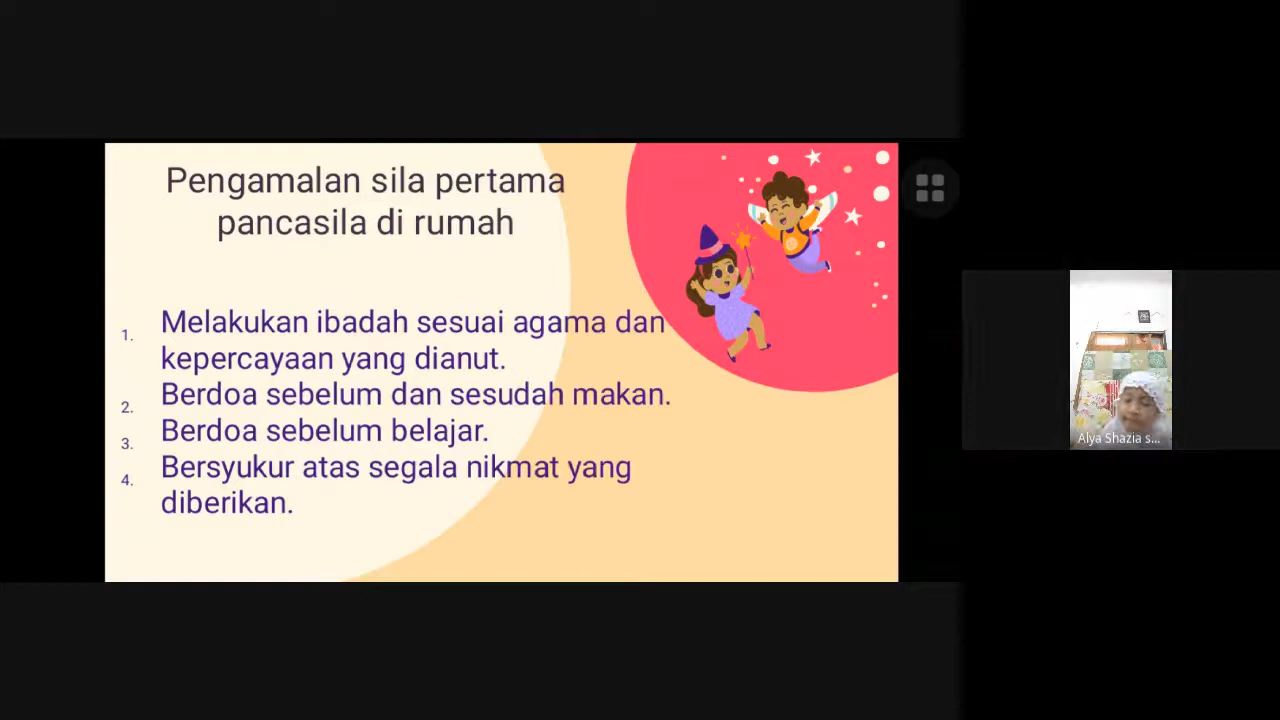 Pengamalan sila pertama
pancasila di rumah
1. Melakukan ibadah sesuai agama dan
kepercayaan yang dianut.
2. Berdoa sebelum dan sesudah makan.
3. Berdoa sebelum belajar.
4. Bersyukur atas segala nikmat yang
diberikan.
Alya Shazia s...